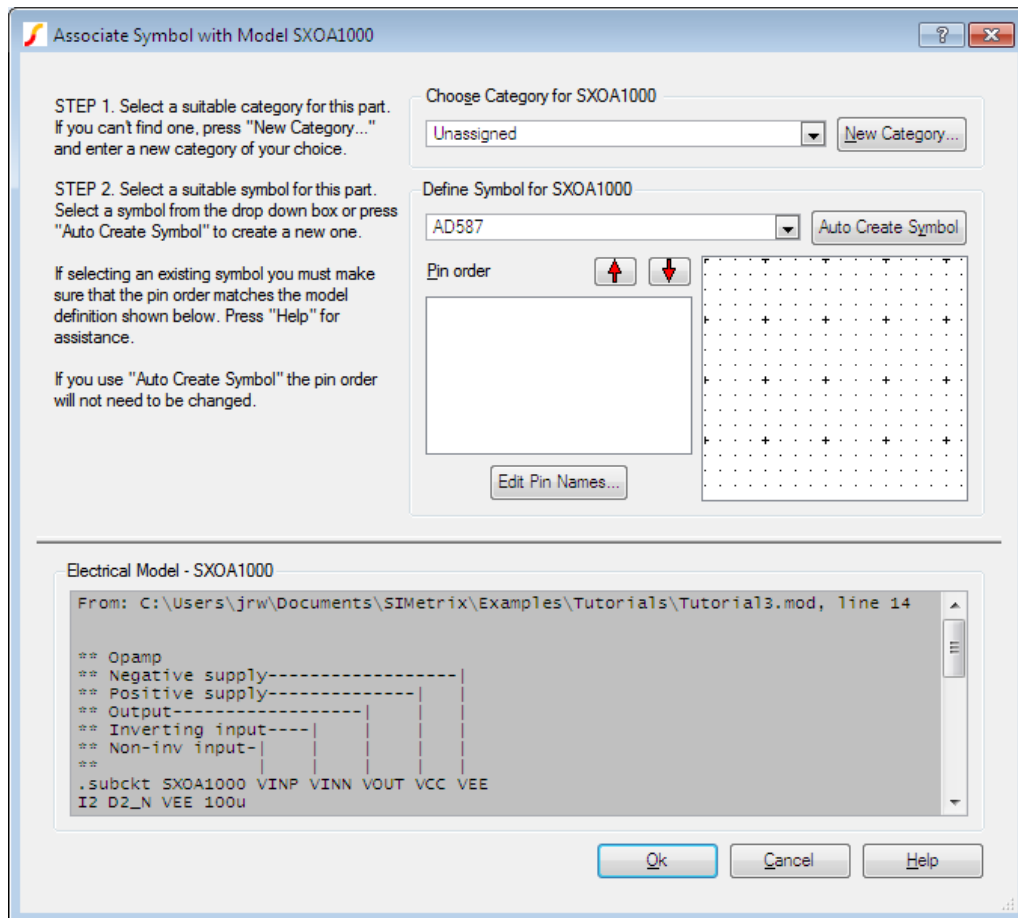 Associate Symbol with Model SXOA1000
STEP 1. Select a suitable category for this part.
If you can't find one, press "New Category..."
and enter a new category of your choice.
STEP 2. Select a suitable symbol for this part.
Select a symbol from the drop down box or press
"Auto Create Symbol" to create a new one.
If selecting an existing symbol you must make
sure that the pin order matches the model
definition shown below. Press "Help" for
assistance.
If you use "Auto Create Symbol" the pin order
will not need to be changed.
Choose Category for SXOA1000
Unassigned
New Category...
Define Symbol for SXOA1000
AD587
Auto Create Symbol
Pin order
Edit Pin Names...
Electrical Model - SXOA1000
From: C:\Users\jrw\Documents\SIMetrix\Examples\Tutorials\Tutorial3.mod, line 14
** Opamp
** Negative supply------------------|
** Positive supply--------------|   |
** Output------------------|    |   |
** Inverting input----|    |    |   |
** Non-inv input-|    |    |    |   |
**               |    |    |    |   |
.subckt SXOA1000 VINP VINN VOUT VCC VEE
I2 D2_N VEE 100u
Ok
Cancel
Help